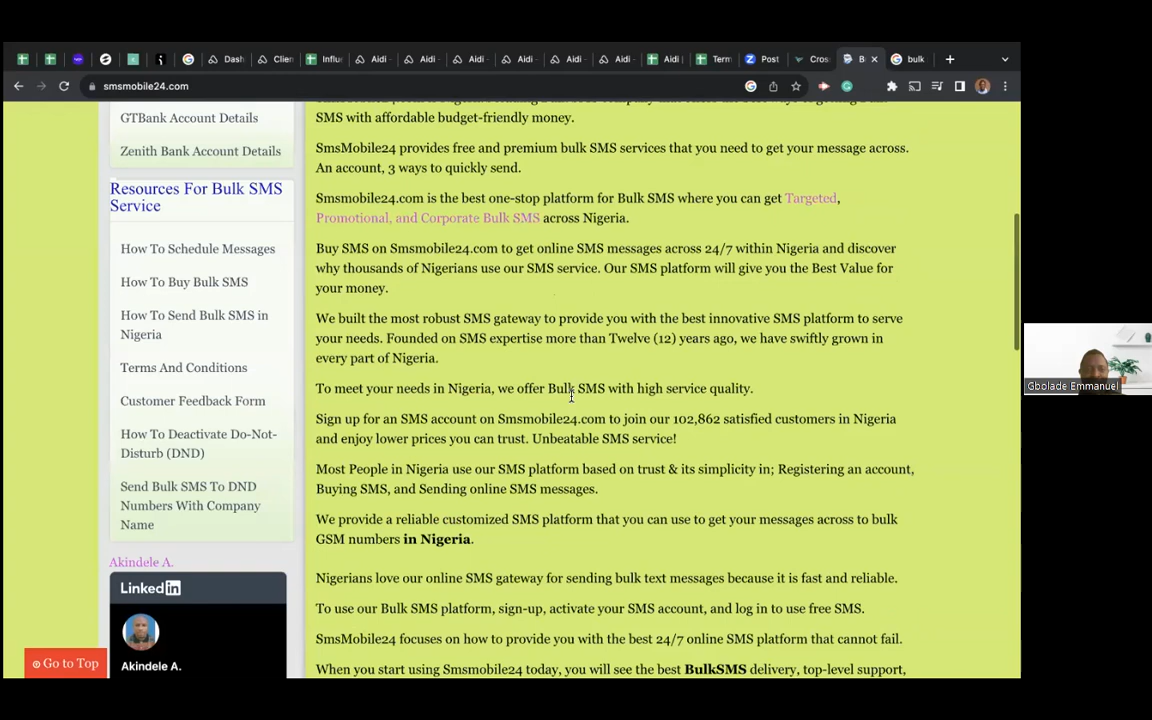 Dash
Clien
Influ
Aidi
Aidi
Aidi
Aidi
Aidi
Aidi
Aidi
Term
Post
Cros
B
bulk
smsmobile24.com
GTBank Account Details
Zenith Bank Account Details
Resources For Bulk SMS
Service
How To Schedule Messages
How To Buy Bulk SMS
How To Send Bulk SMS in
Nigeria
Terms And Conditions
Customer Feedback Form
How To Deactivate Do-Not-
Disturb (DND)
Send Bulk SMS To DND
Numbers With Company
Name
Akindele A.
Linked in
Akindele A.
Go to Top
SMS with affordable budget-friendly money.
SmsMobile24 provides free and premium bulk SMS services that you need to get your message across.
An account, 3 ways to quickly send.
Smsmobile24.com is the best one-stop platform for Bulk SMS where you can get Targeted,
Promotional, and Corporate Bulk SMS across Nigeria.
Buy SMS on Smsmobile24.com to get online SMS messages across 24/7 within Nigeria and discover
why thousands of Nigerians use our SMS service. Our SMS platform will give you the Best Value for
your money.
We built the most robust SMS gateway to provide you with the best innovative SMS platform to serve
your needs. Founded on SMS expertise more than Twelve (12) years ago, we have swiftly grown in
every part of Nigeria.
To meet your needs in Nigeria, we offer Bulk SMS with high service quality.
Sign up for an SMS account on Smsmobile24.com to join our 102,862 satisfied customers in Nigeria
and enjoy lower prices you can trust. Unbeatable SMS service!
Most People in Nigeria use our SMS platform based on trust & its simplicity in; Registering an account,
Buying SMS, and Sending online SMS messages.
We provide a reliable customized SMS platform that you can use to get your messages across to bulk
GSM numbers in Nigeria.
Nigerians love our online SMS gateway for sending bulk text messages because it is fast and reliable.
To use our Bulk SMS platform, sign-up, activate your SMS account, and log in to use free SMS.
SmsMobile24 focuses on how to provide you with the best 24/7 online SMS platform that cannot fail.
When you start using Smsmobile24 today, you will see the best BulkSMS delivery, top-level support,
Gbolade Emmanuel